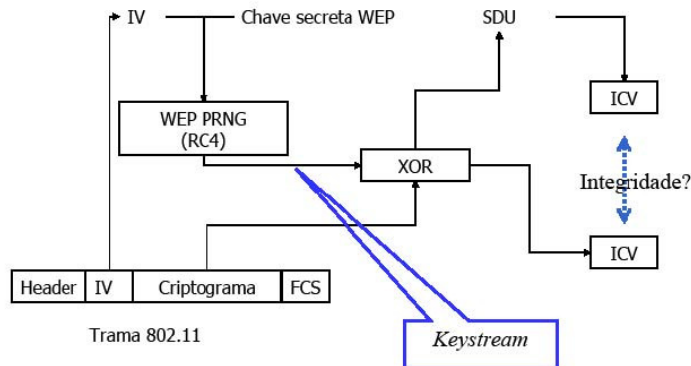 IV
Chave secreta WEP
SDU
WEP PRNG
(RC4)
ICV
XOR
Integridade?
ICV
Header
IV
Criptograma
FCS
Trama 802.11
Keystream